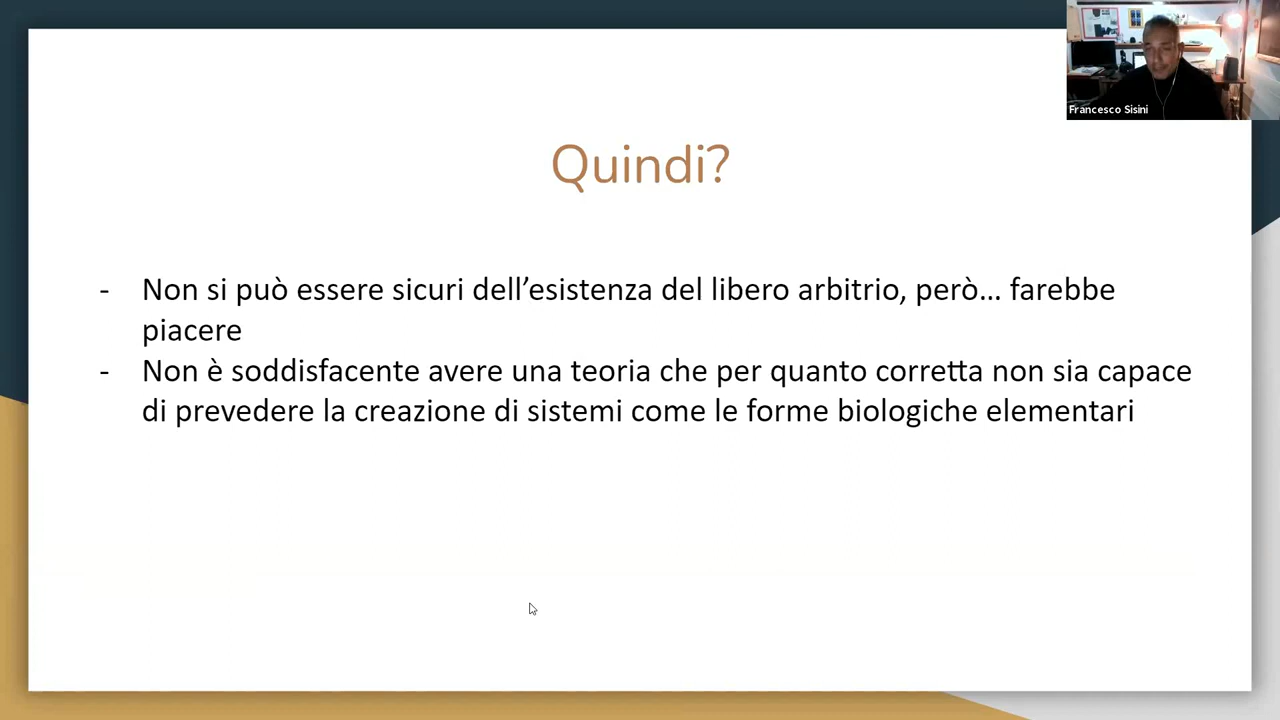 Francesco Sisini
Quindi?
- Non si può essere sicuri dell’esistenza del libero arbitrio, però... farebbe
piacere
- Non è soddisfacente avere una teoria che per quanto corretta non sia capace
di prevedere la creazione di sistemi come le forme biologiche elementari